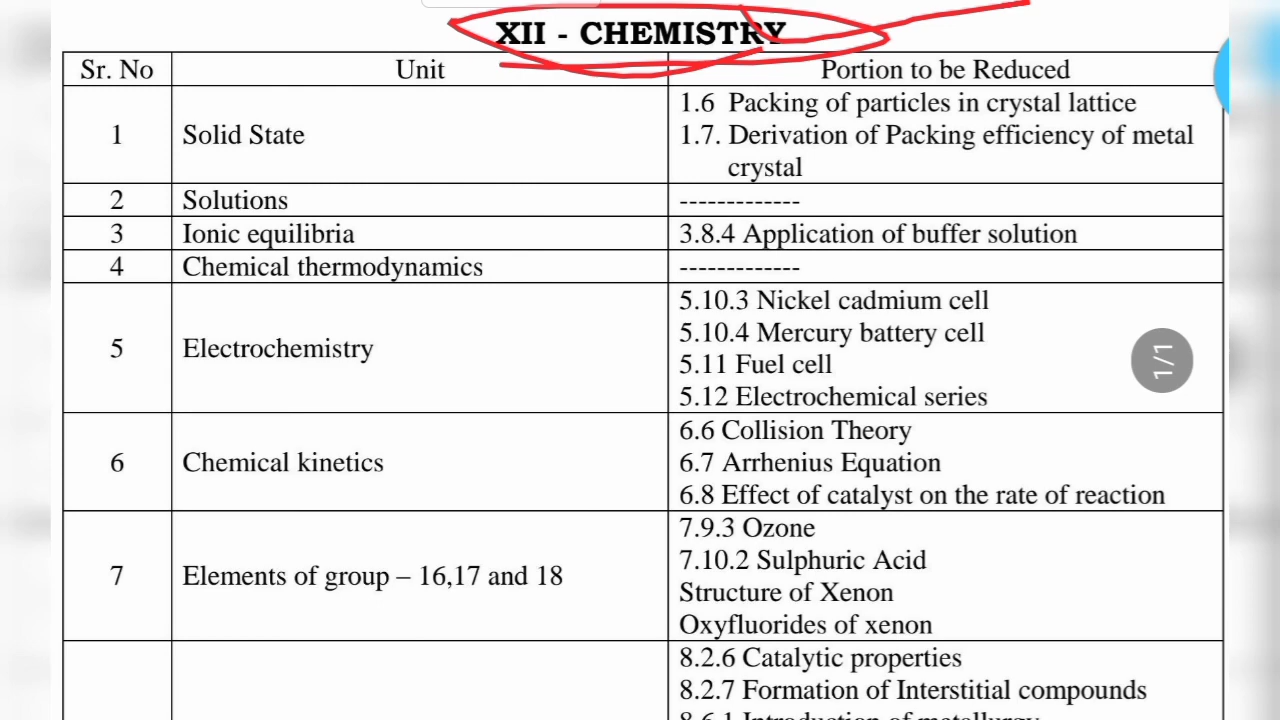 XII - CHEMISTRY
Sr. No Unit Portion to be Reduced
1 Solid State 1.6 Packing of particles in crystal lattice
1.7. Derivation of Packing efficiency of metal
crystal
2 Solutions -------------
3 Ionic equilibria 3.8.4 Application of buffer solution
4 Chemical thermodynamics -------------
5 Electrochemistry 5.10.3 Nickel cadmium cell
5.10.4 Mercury battery cell
5.11 Fuel cell
5.12 Electrochemical series
6 Chemical kinetics 6.6 Collision Theory
6.7 Arrhenius Equation
6.8 Effect of catalyst on the rate of reaction
7 Elements of group – 16,17 and 18 7.9.3 Ozone
7.10.2 Sulphuric Acid
Structure of Xenon
Oxyfluorides of xenon
8.2.6 Catalytic properties
8.2.7 Formation of Interstitial compounds
8.6.1 Introduction of metallurgy
1/1